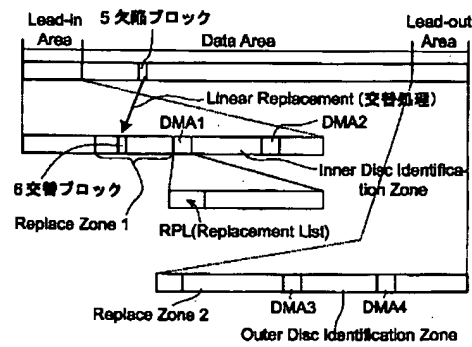 Lead-in Area
5 欠陥ブロック
Data Area
Lead-out Area
Linear Replacement (交替処理)
DMA1
DMA2
Inner Disc Identification Zone
6 交替ブロック
Replace Zone 1
RPL(Replacement List)
Replace Zone 2
DMA3
DMA4
Outer Disc Identification Zone